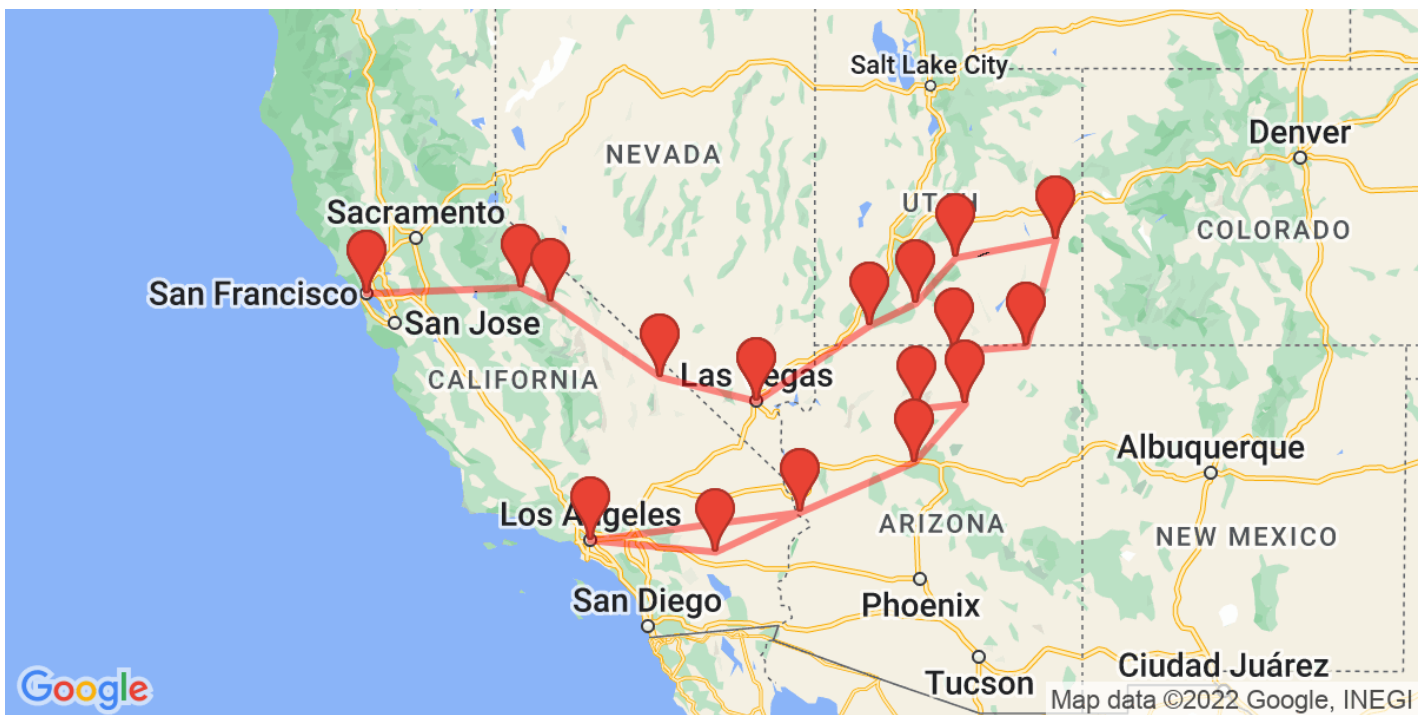 Salt Lake City
Denver
NEVADA
UTAH
Sacramento
COLORADO
San Francisco
San Jose
CALIFORNIA
Las Vegas
Albuquerque
Los Angeles
ARIZONA
NEW MEXICO
San Diego
Phoenix
Tucson
Ciudad Juárez
Google
Map data ©2022 Google, INEGI